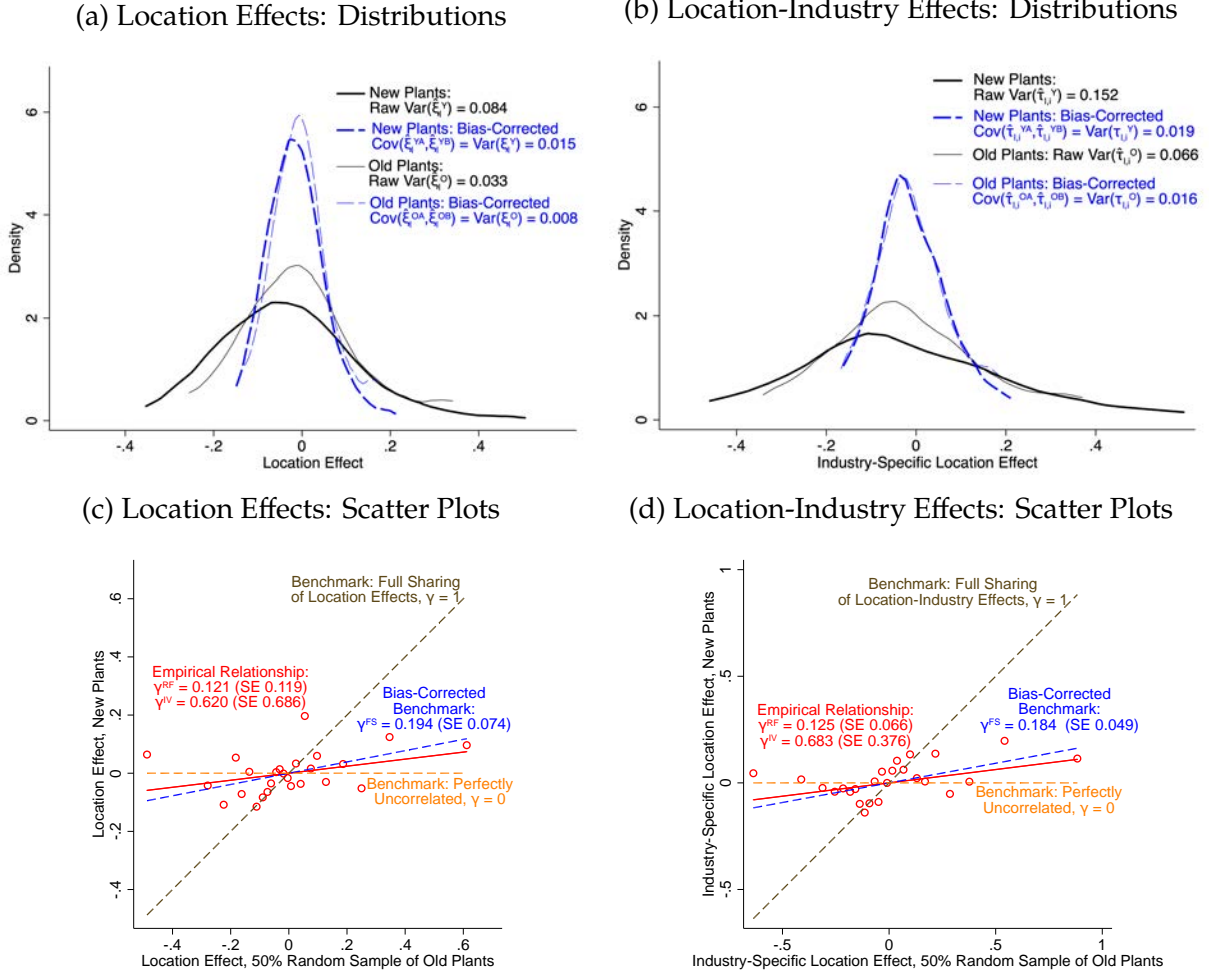 (a) Location Effects: Distributions
New Plants:
Raw Var(ξ̂ₗʸ) = 0.084
New Plants: Bias-Corrected
Cov(ξ̂ₗʸᴬ,ξ̂ₗʸᴮ) = Var(ξₗʸ) = 0.015
Old Plants:
Raw Var(ξ̂ₗᴼ) = 0.033
Old Plants: Bias-Corrected
Cov(ξ̂ₗᴼᴬ,ξ̂ₗᴼᴮ) = Var(ξₗᴼ) = 0.008
Density
6
4
2
0
-.4 -.2 0 .2 .4
Location Effect
(b) Location-Industry Effects: Distributions
New Plants:
Raw Var(τ̂ₗ,ᵢʸ) = 0.152
New Plants: Bias-Corrected
Cov(τ̂ₗ,ᵢʸᴬ,τ̂ₗ,ᵢʸᴮ) = Var(τₗ,ᵢʸ) = 0.019
Old Plants: Raw Var(τ̂ₗ,ᵢᴼ) = 0.066
Old Plants: Bias-Corrected
Cov(τ̂ₗ,ᵢᴼᴬ,τ̂ₗ,ᵢᴼᴮ) = Var(τₗ,ᵢᴼ) = 0.016
Density
6
4
2
0
-.4 -.2 0 .2 .4
Industry-Specific Location Effect
(c) Location Effects: Scatter Plots
Benchmark: Full Sharing
of Location Effects, γ = 1
Empirical Relationship:
γᴿᶠ = 0.121 (SE 0.119)
γᴵⱽ = 0.620 (SE 0.686)
Bias-Corrected
Benchmark:
γᶠˢ = 0.194 (SE 0.074)
Benchmark: Perfectly
Uncorrelated, γ = 0
Location Effect, New Plants
.6
.4
.2
0
-.2
-.4
-.4 -.2 0 .2 .4 .6
Location Effect, 50% Random Sample of Old Plants
(d) Location-Industry Effects: Scatter Plots
Benchmark: Full Sharing
of Location-Industry Effects, γ = 1
Empirical Relationship:
γᴿᶠ = 0.125 (SE 0.066)
γᴵⱽ = 0.683 (SE 0.376)
Bias-Corrected
Benchmark:
γᶠˢ = 0.184 (SE 0.049)
Benchmark: Perfectly
Uncorrelated, γ = 0
Industry-Specific Location Effect, New Plants
1
.5
0
-.5
-.5 0 .5 1
Industry-Specific Location Effect, 50% Random Sample of Old Plants